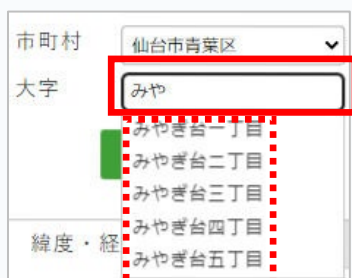 市町村 仙台市青葉区
大字 みや
みやぎ台一丁目
みやぎ台二丁目
みやぎ台三丁目
みやぎ台四丁目
緯度・経
みやぎ台五丁目